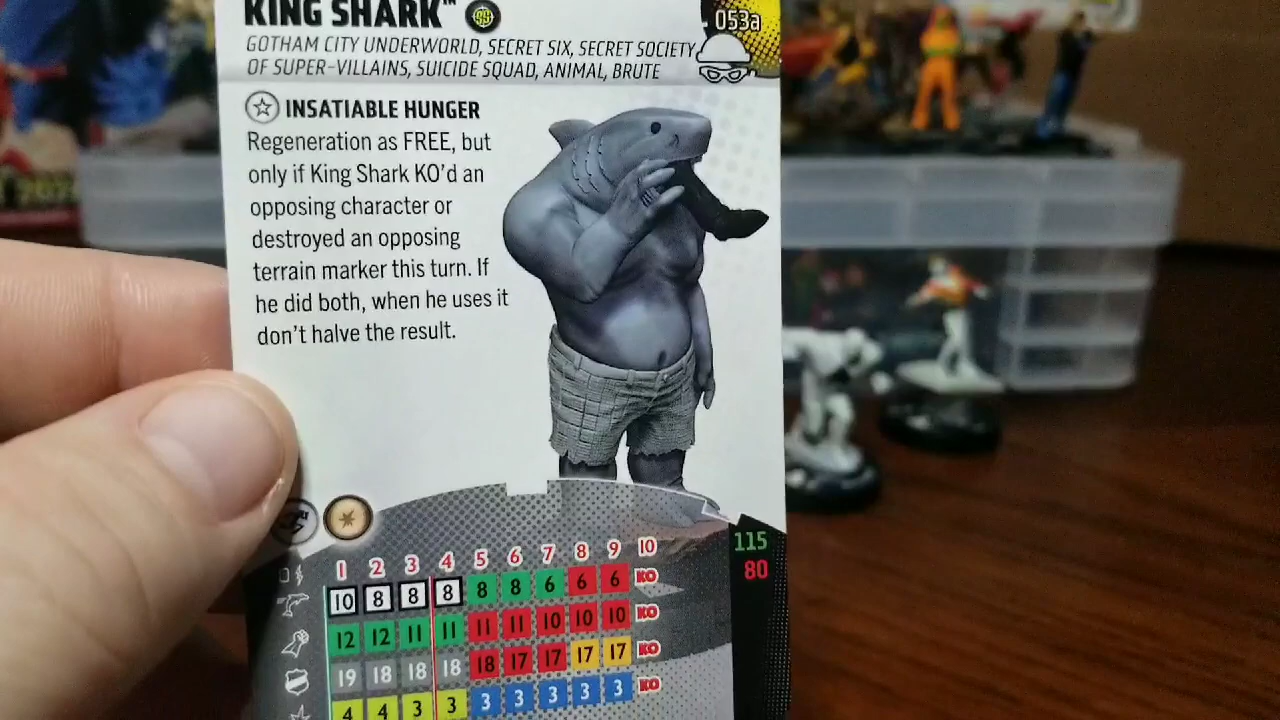 KING SHARK™
053a
GOTHAM CITY UNDERWORLD, SECRET SIX, SECRET SOCIETY
OF SUPER-VILLAINS, SUICIDE SQUAD, ANIMAL, BRUTE
INSATIABLE HUNGER
Regeneration as FREE, but
only if King Shark KO'd an
opposing character or
destroyed an opposing
terrain marker this turn. If
he did both, when he uses it
don't halve the result.
115
80
1 2 3 4 5 6 7 8 9 10
10 8 8 8 8 8 6 6 6 KO
12 12 11 11 11 11 10 10 10 KO
19 18 18 18 18 17 17 17 17 KO
4 4 3 3 3 3 3 3 3 KO